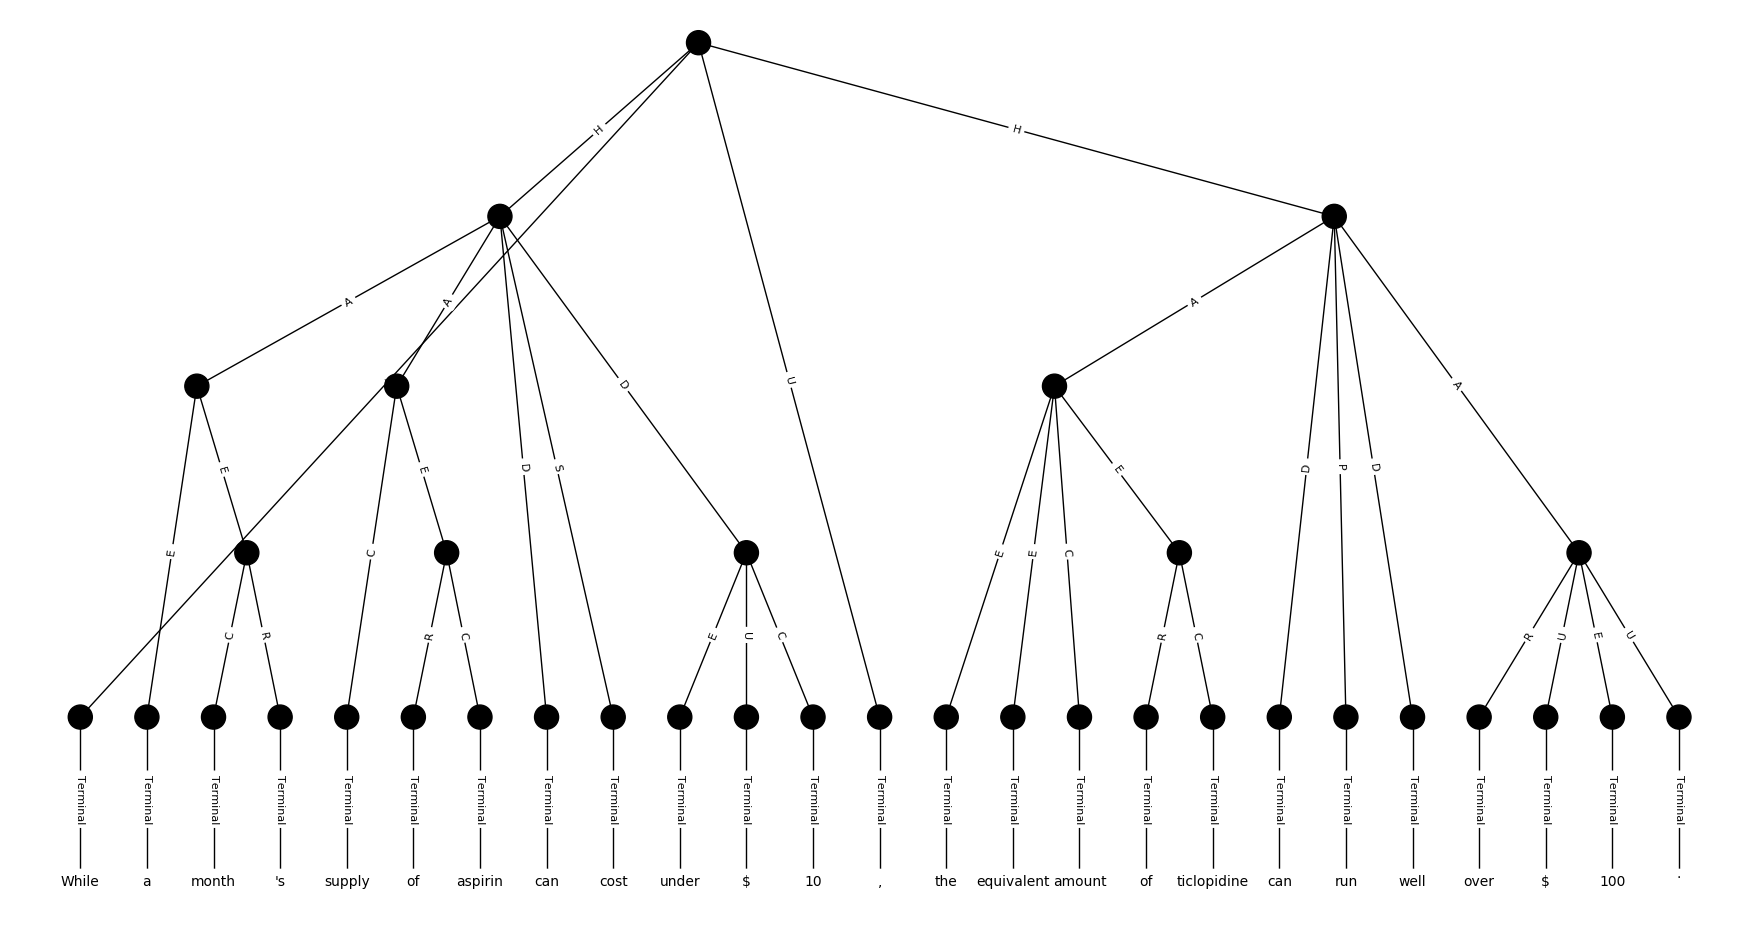 H H
A A U A
D A
E D S D P D
E C E E E C
C R R C E U C R C R U E U
Terminal Terminal Terminal Terminal Terminal Terminal Terminal Terminal Terminal Terminal Terminal Terminal Terminal Terminal Terminal Terminal Terminal Terminal Terminal Terminal Terminal Terminal Terminal Terminal Terminal
While a month 's supply of aspirin can cost under $ 10 , the equivalent amount of ticlopidine can run well over $ 100 .